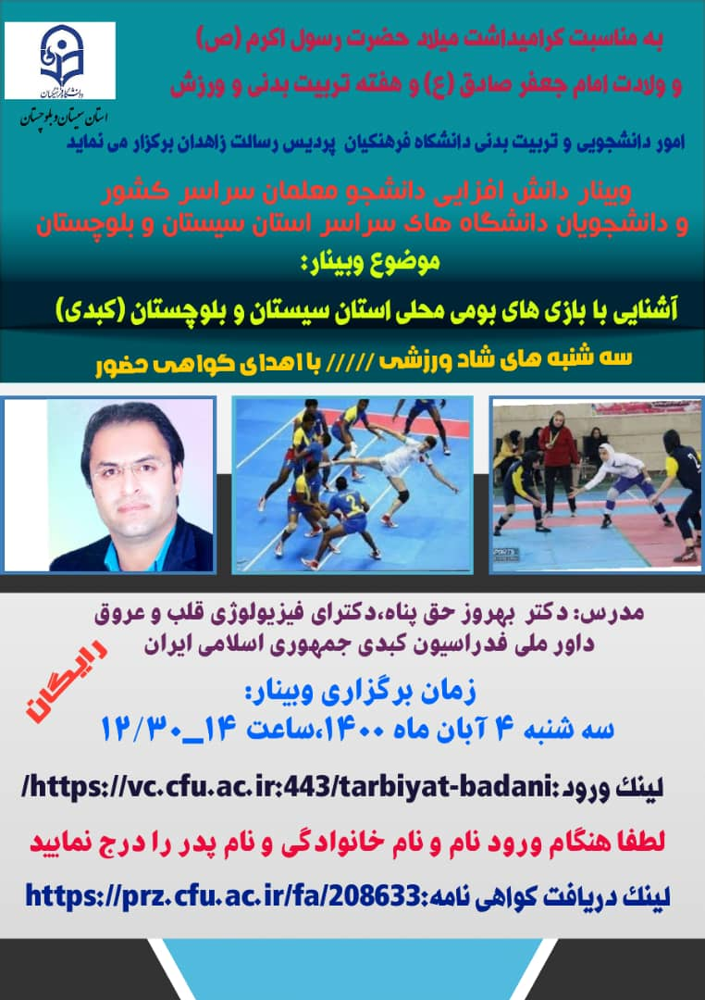 به مناسبت گرامیداشت میلاد حضرت رسول اکرم (ص)
و ولادت امام جعفر صادق (ع) و هفته تربیت بدنی و ورزش
دانشگاه فرهنگیان
استان سیستان و بلوچستان
امور دانشجویی و تربیت بدنی دانشگاه فرهنگیان پردیس رسالت زاهدان برگزار می نماید
وبینار دانش افزایی دانشجو معلمان سراسر کشور
و دانشجویان دانشگاه های سراسر استان سیستان و بلوچستان
موضوع وبینار:
آشنایی با بازی های بومی محلی استان سیستان و بلوچستان (کبدی)
سه شنبه های شاد ورزشی ///// با اهدای گواهی حضور
2
مدرس: دکتر بهروز حق پناه،دکترای فیزیولوژی قلب و عروق
داور ملی فدراسیون کبدی جمهوری اسلامی ایران
رایگان
زمان برگزاری وبینار:
سه شنبه ۴ آبان ماه ۱۴۰۰،ساعت ۱۴_۱۲/۳۰
لینک ورود:https://vc.cfu.ac.ir:443/tarbiyat-badani/
لطفا هنگام ورود نام و نام خانوادگی و نام پدر را درج نمایید
لینک دریافت گواهی نامه:https://prz.cfu.ac.ir/fa/208633